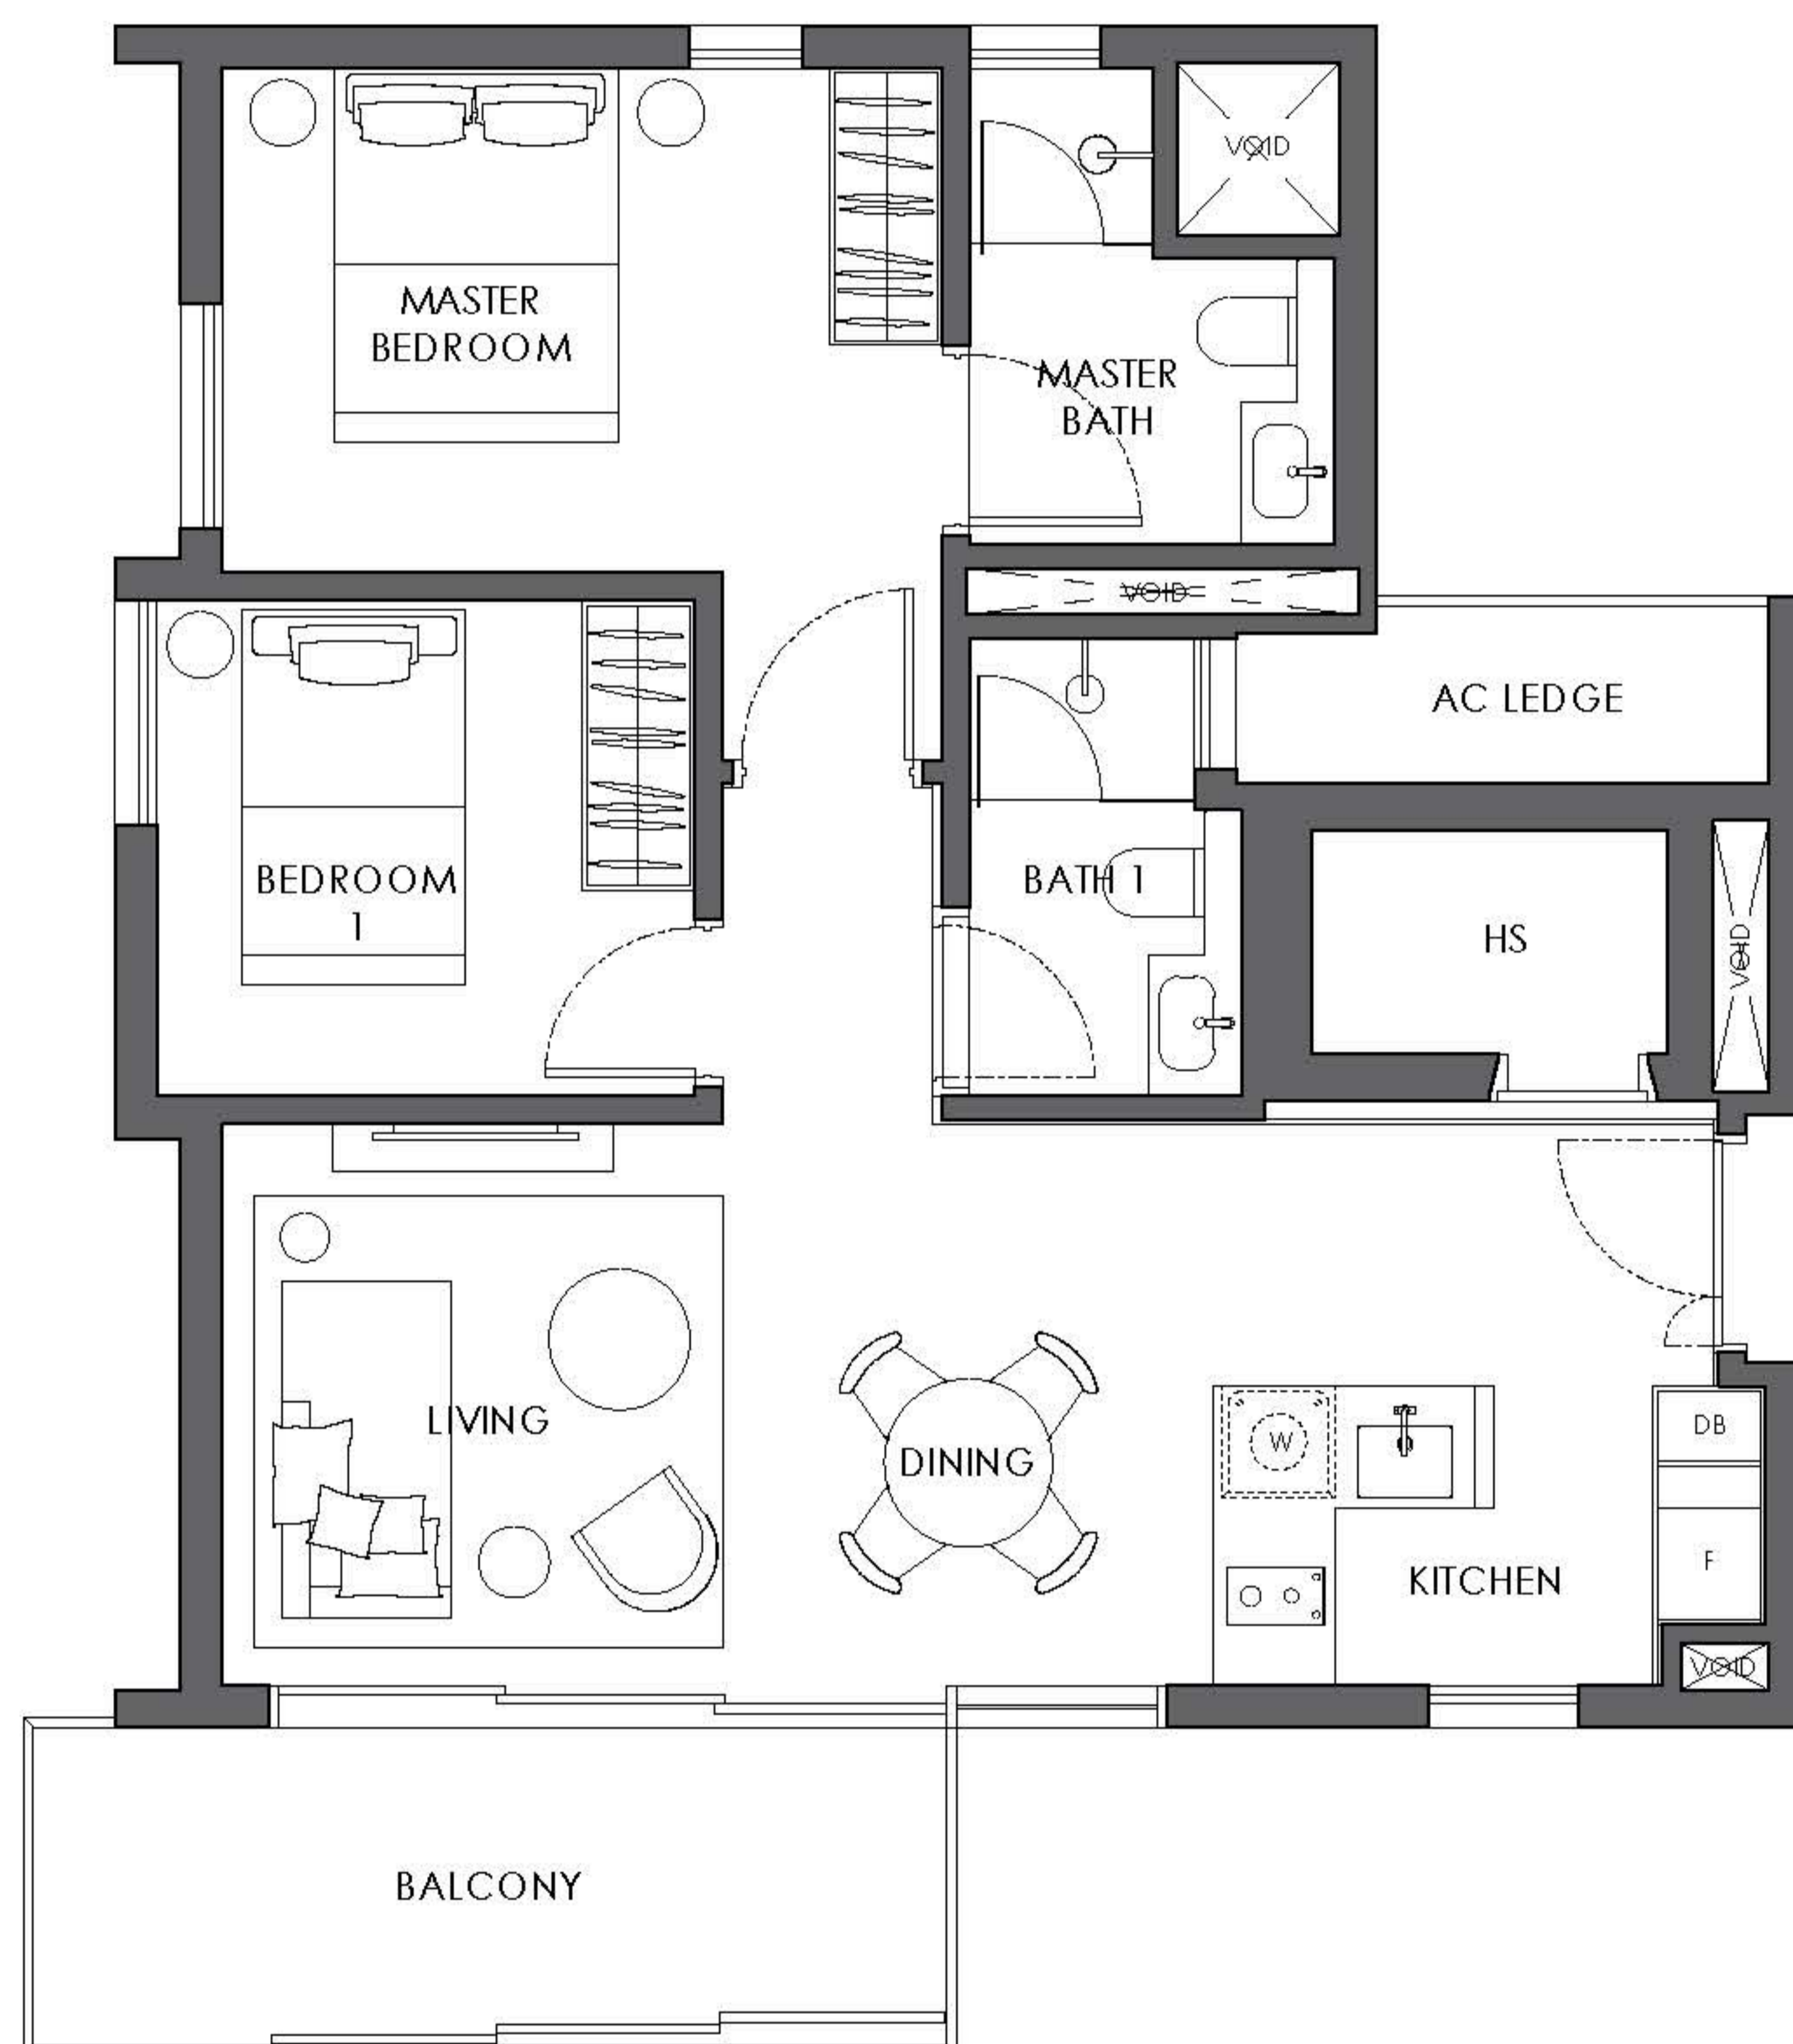 VOID
MASTER
BEDROOM
MASTER
BATH
VOID
AC LEDGE
BEDROOM
1
BATH 1
HS
VOID
LIVING
DINING
W
DB
F
KITCHEN
VOID
BALCONY